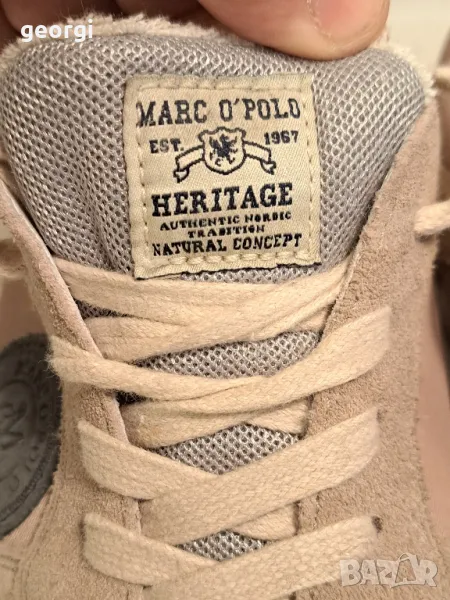 georgi
MARC O'POLO
EST. 1967
HERITAGE
AUTHENTIC NORDIC
TRADITION
NATURAL CONCEPT
M
BAZAR